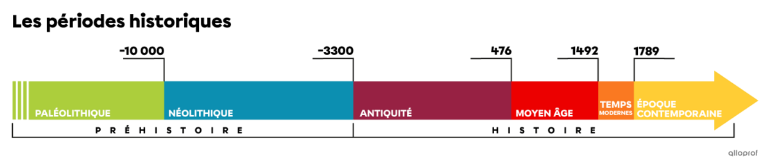 Les périodes historiques
-10 000
-3300
476
1492
1789
PALÉOLITHIQUE
NÉOLITHIQUE
ANTIQUITÉ
MOYEN ÂGE
TEMPS
MODERNES
ÉPOQUE
CONTEMPORAINE
PRÉHISTOIRE
HISTOIRE
alloprof